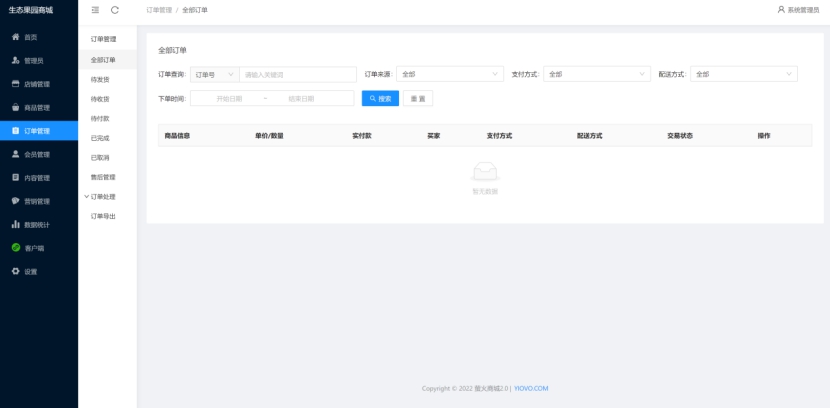 生态果园商城
订单管理 / 全部订单
系统管理员
首页
管理员
店铺管理
商品管理
订单管理
会员管理
内容管理
营销管理
数据统计
客户端
设置
订单管理
全部订单
待发货
待收货
待付款
已完成
已取消
售后管理
订单处理
订单导出
全部订单
订单查询: 订单号 请输入关键词 订单来源: 全部 支付方式: 全部 配送方式: 全部
下单时间: 开始日期 ~ 结束日期 搜索 重 置
商品信息 单价/数量 实付款 买家 支付方式 配送方式 交易状态 操作
暂无数据
Copyright © 2022 萤火商城2.0 | YIOVO.COM